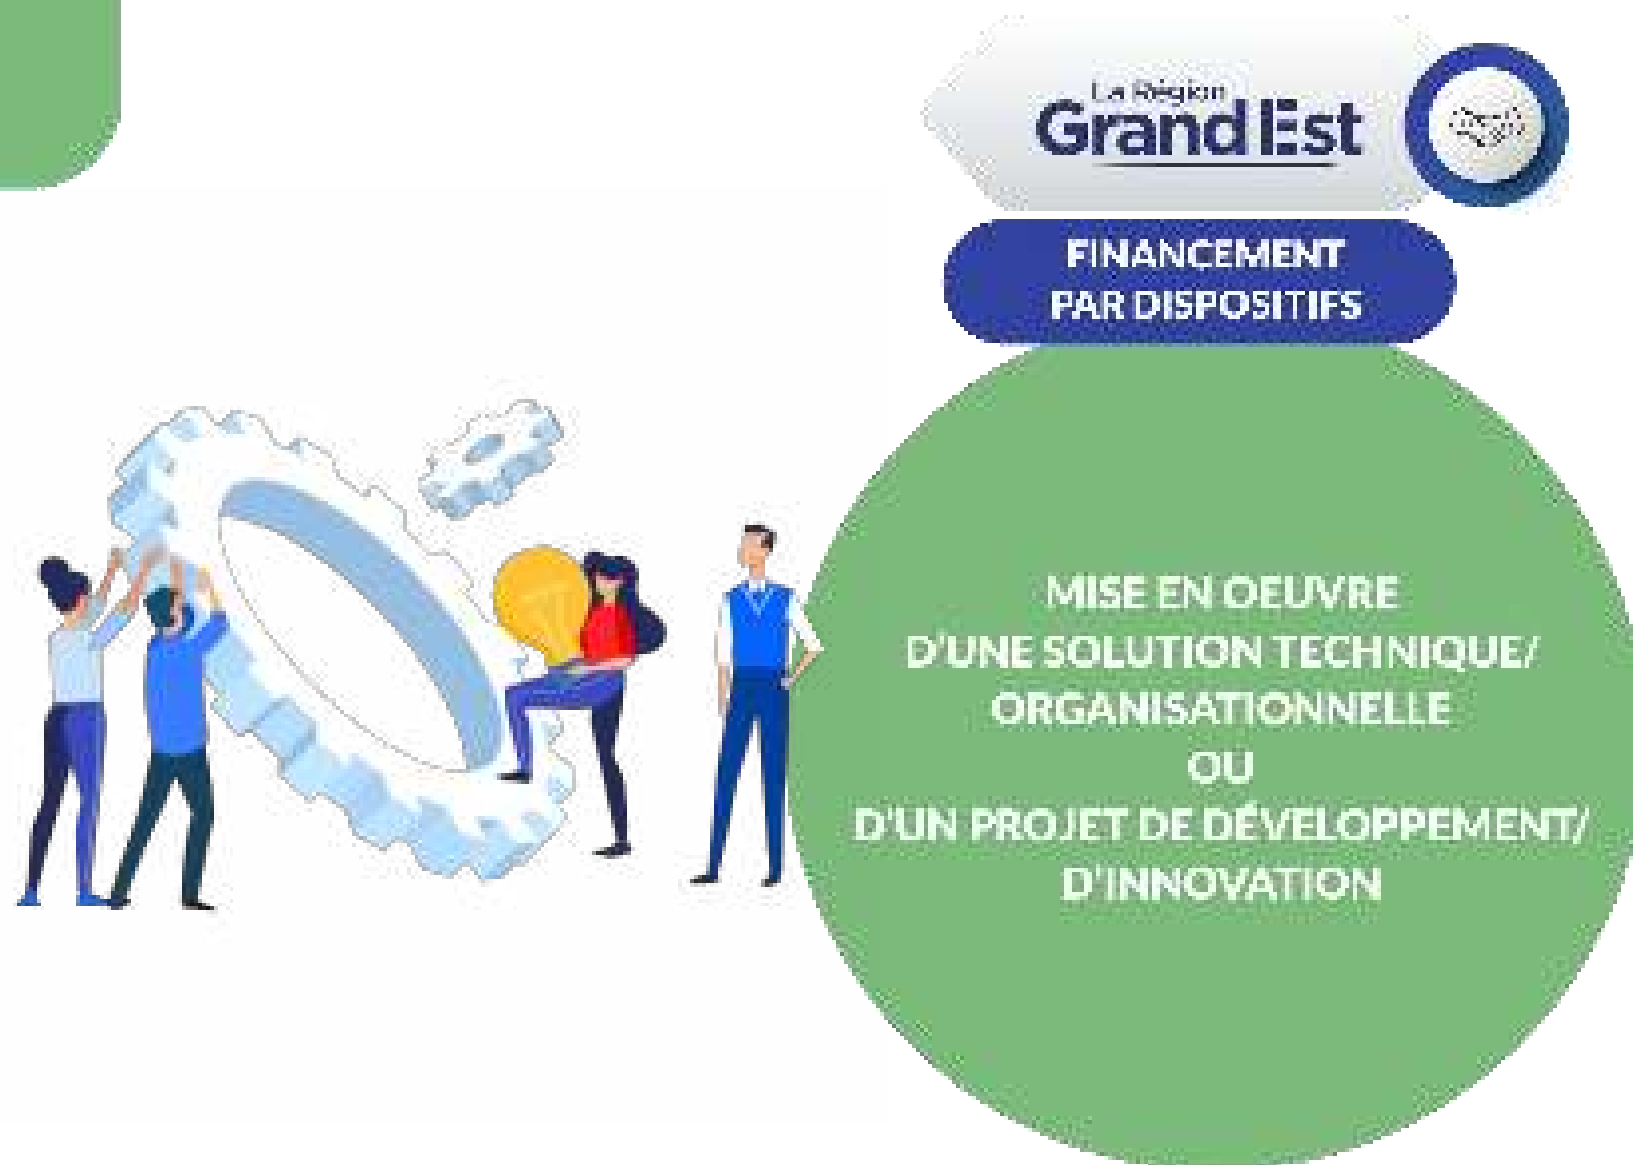 La Région
Grand Est
FINANCEMENT
PAR DISPOSITIFS
MISE EN OEUVRE
D'UNE SOLUTION TECHNIQUE/
ORGANISATIONNELLE
OU
D'UN PROJET DE DÉVELOPPEMENT/
D'INNOVATION